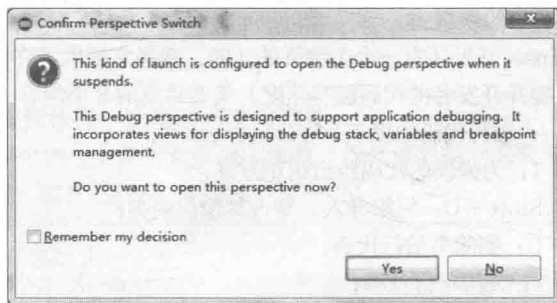 Confirm Perspective Switch
This kind of launch is configured to open the Debug perspective when it
suspends.
This Debug perspective is designed to support application debugging. It
incorporates views for displaying the debug stack, variables and breakpoint
management.
Do you want to open this perspective now?
Remember my decision
Yes
No